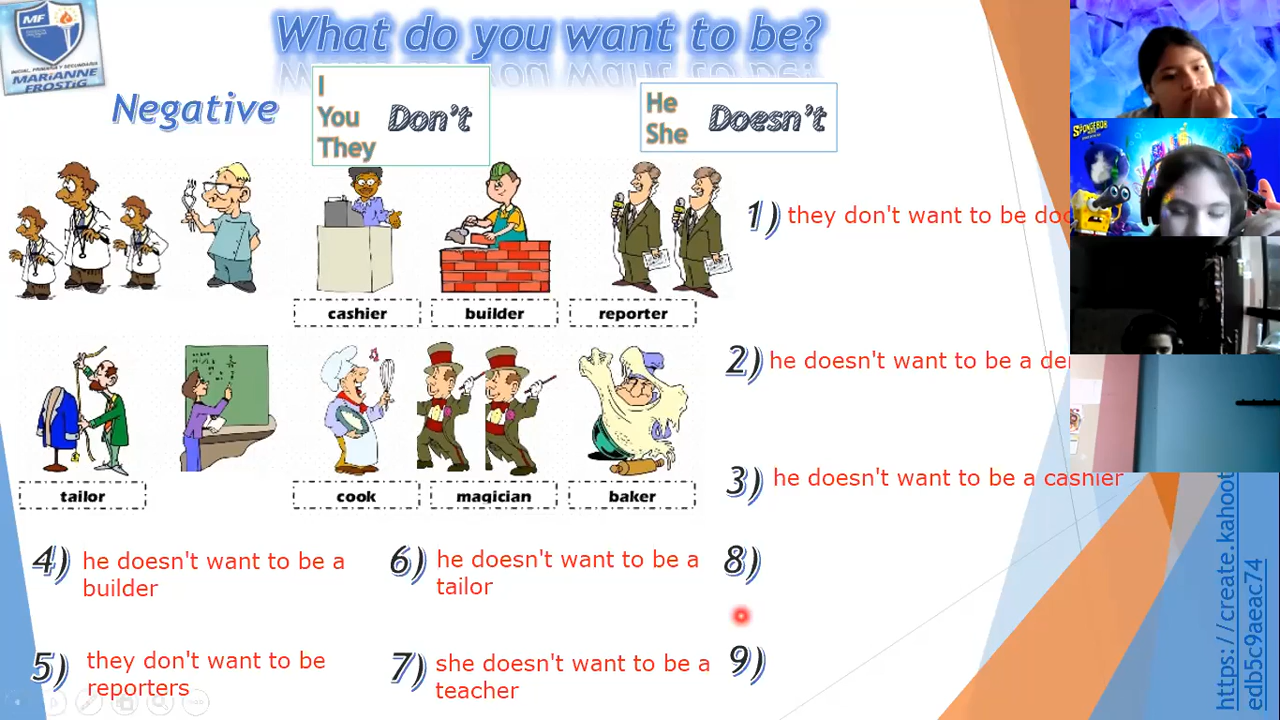 What do you want to be?
MF
INICIAL, PRIMARIA Y SECUNDARIA
MARIANNE
FROSTIG
Negative
I
You
They
Don't
He
She
Doesn't
cashier
builder
reporter
tailor
cook
magician
baker
1) they don't want to be
2) he doesn't want to be a
3) he doesn't want to be a cashier
4) he doesn't want to be a
builder
5) they don't want to be
reporters
6) he doesn't want to be a
tailor
7) she doesn't want to be a
teacher
8)
9)
https://create.kahoot
edb5c9aeac74
SPONGEBOB